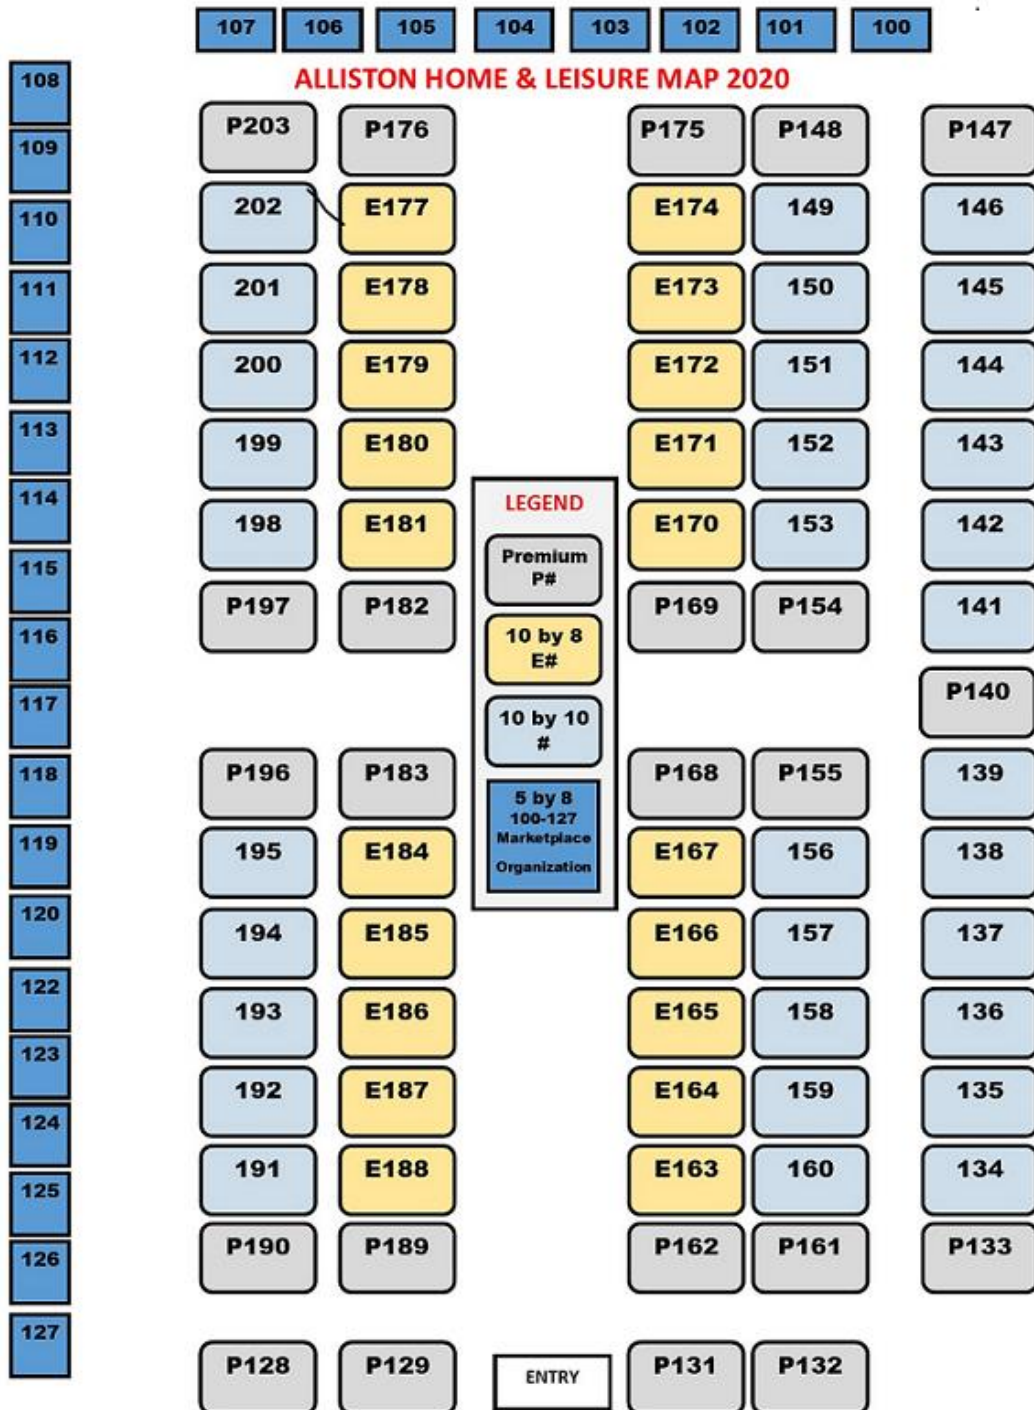 107 106 105 104 103 102 101 100
ALLISTON HOME & LEISURE MAP 2020
108
P203 P176 P175 P148 P147
109
202 E177 E174 149 146
110
201 E178 E173 150 145
111
200 E179 E172 151 144
112
199 E180 E171 152 143
113
114
LEGEND
198 E181 E170 153 142
115
Premium
P#
P197 P182 P169 P154 141
116
10 by 8
E#
117
P140
10 by 10
#
118
P196 P183 P168 P155 139
5 by 8
100-127
Marketplace
Organization
119
195 E184 E167 156 138
120
194 E185 E166 157 137
122
193 E186 E165 158 136
123
192 E187 E164 159 135
124
191 E188 E163 160 134
125
P190 P189 P162 P161 P133
126
127
P128 P129 ENTRY P131 P132